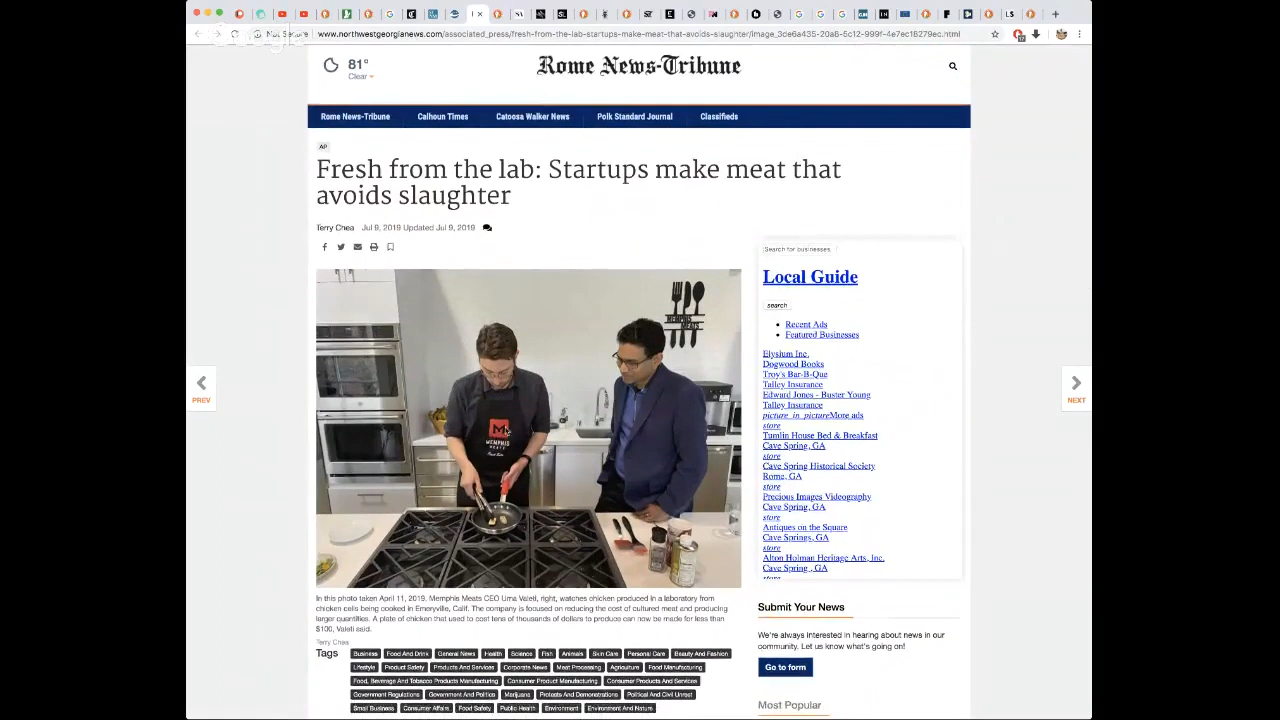 www.northwestgeorgianews.com/associated_press/fresh-from-the-lab-startups-make-meat-that-avoids-slaughter/image_3de6a435-20a8-5c12-999f-4e7ec18279ec.html
81°
Clear
Rome News-Tribune
Rome News-Tribune Calhoun Times Catoosa Walker News Polk Standard Journal Classifieds
AP
Fresh from the lab: Startups make meat that
avoids slaughter
Terry Chea Jul 9, 2019 Updated Jul 9, 2019
Search for businesses
Local Guide
search
Recent Ads
Featured Businesses
Elysium Inc.
Dogwood Books
Troy's Bar-B-Que
Talley Insurance
Edward Jones - Buster Young
Talley Insurance
picture_in_pictureMore ads
store
Tumlin House Bed & Breakfast
Cave Spring, GA
store
Cave Spring Historical Society
Rome, GA
store
Precious Images Videography
Cave Spring, GA
store
Antiques on the Square
Cave Springs, GA
store
Alton Holman Heritage Arts, Inc.
Cave Spring , GA
store
MEMPHIS
MEATS
MEMPHIS
MEATS
PREV
NEXT
In this photo taken April 11, 2019. Memphis Meats CEO Uma Valeti, right, watches chicken produced in a laboratory from
chicken cells being cooked in Emeryville, Calif. The company is focused on reducing the cost of cultured meat and producing
larger quantities. A plate of chicken that used to cost tens of thousands of dollars to produce can now be made for less than
$100, Valeti said.
Terry Chea
Tags Business Food And Drink General News Health Science Fish Animals Skin Care Personal Care Beauty And Fashion
Lifestyle Product Safety Products And Services Corporate News Meat Processing Agriculture Food Manufacturing
Food, Beverage And Tobacco Products Manufacturing Consumer Product Manufacturing Consumer Products And Services
Government Regulations Government And Politics Marijuana Protests And Demonstrations Political And Civil Unrest
Small Business Consumer Affairs Food Safety Public Health Environment Environment And Nature
Submit Your News
We're always interested in hearing about news in our
community. Let us know what's going on!
Go to form
Most Popular